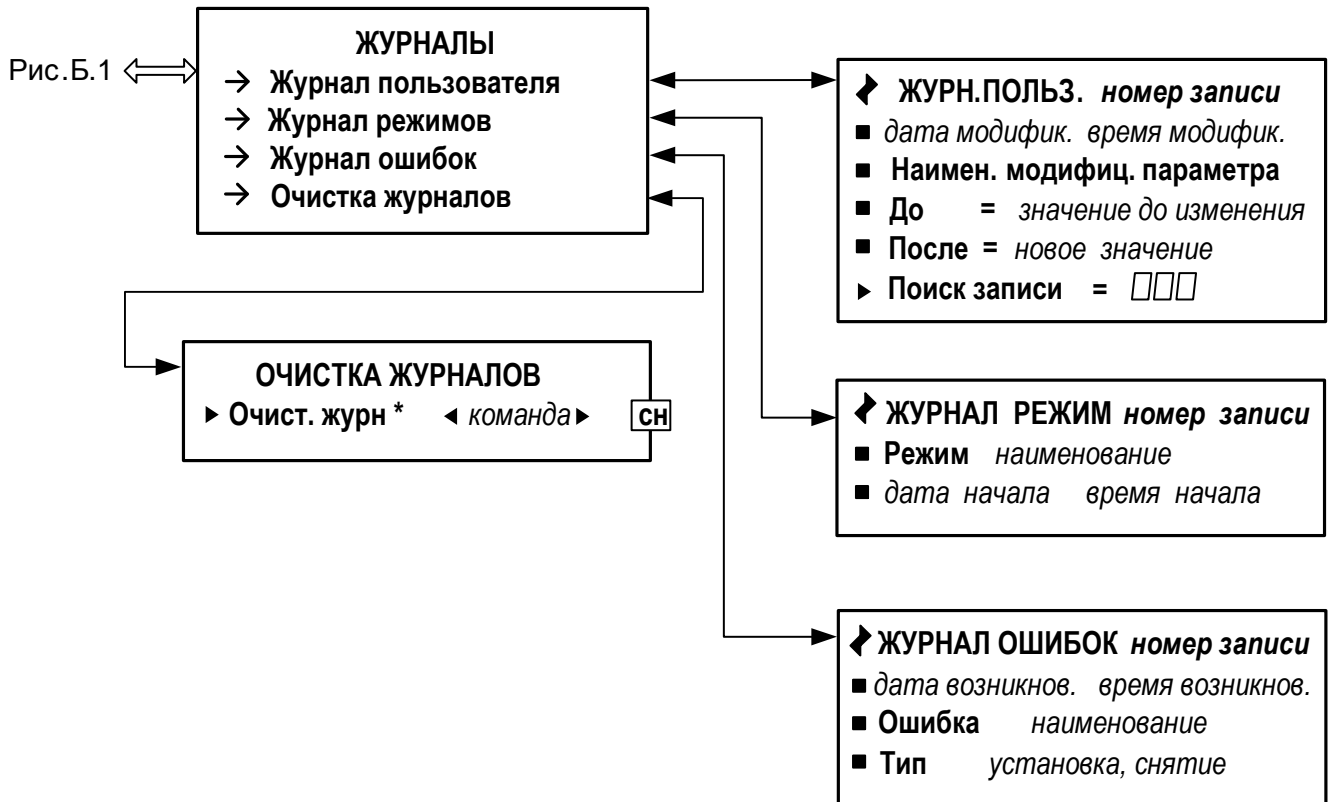 Рис.Б.1
ЖУРНАЛЫ
→ Журнал пользователя
→ Журнал режимов
→ Журнал ошибок
→ Очистка журналов
ЖУРН.ПОЛЬЗ. номер записи
■ дата модифик. время модифик.
■ Наимен. модифиц. параметра
■ До = значение до изменения
■ После = новое значение
▶ Поиск записи = □□□
ОЧИСТКА ЖУРНАЛОВ
▶ Очист. журн * ◀ команда ▶ сн
ЖУРНАЛ РЕЖИМ номер записи
■ Режим наименование
■ дата начала время начала
ЖУРНАЛ ОШИБОК номер записи
■ дата возникнов. время возникнов.
■ Ошибка наименование
■ Тип установка, снятие